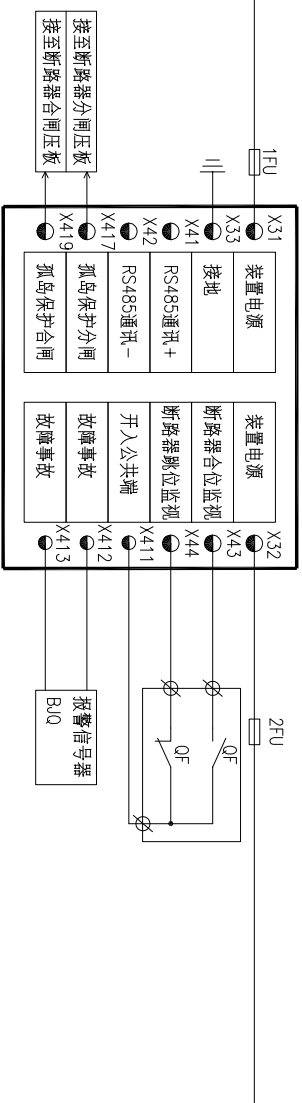 1FU
X31
装置电源
装置电源
X32
2FU
X33
接地
断路器合位监视
X43
QF
X41
RS485通讯+
断路器跳位监视
X44
QF
X42
RS485通讯-
开入公共端
X411
接至断路器分闸压板
X417
孤岛保护分闸
故障事故
X412
报警信号器
接至断路器合闸压板
X419
孤岛保护合闸
故障事故
X413
BJQ